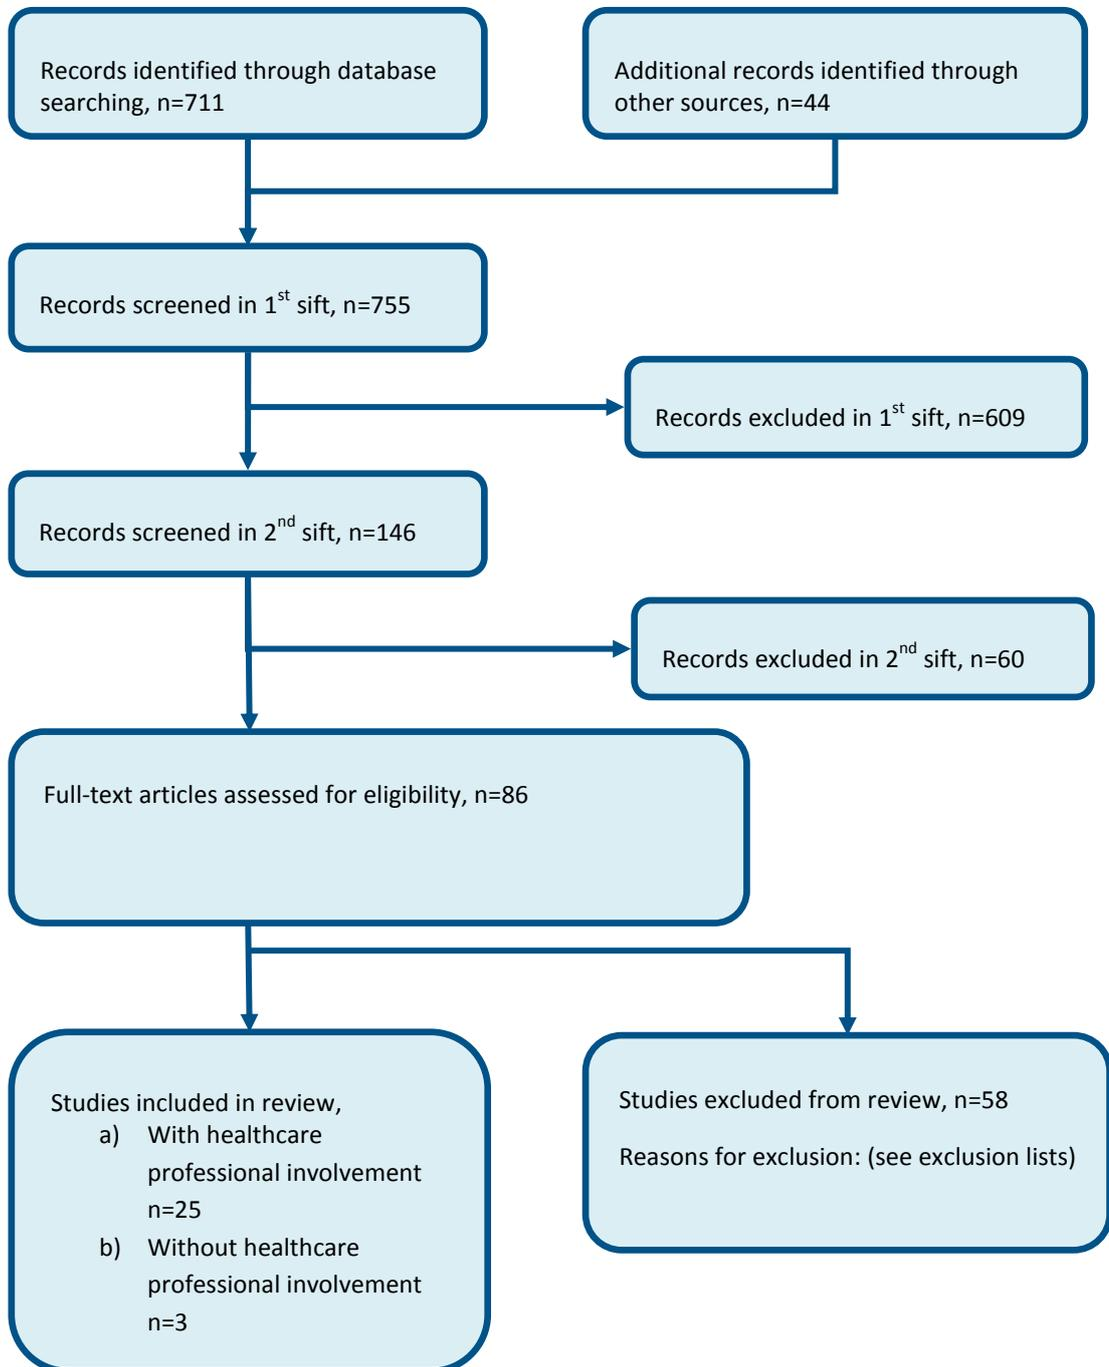 Records identified through database
searching, n=711
Additional records identified through
other sources, n=44
Records screened in 1st sift, n=755
Records excluded in 1st sift, n=609
Records screened in 2nd sift, n=146
Records excluded in 2nd sift, n=60
Full-text articles assessed for eligibility, n=86
Studies included in review,
a) With healthcare
professional involvement
n=25
b) Without healthcare
professional involvement
n=3
Studies excluded from review, n=58
Reasons for exclusion: (see exclusion lists)